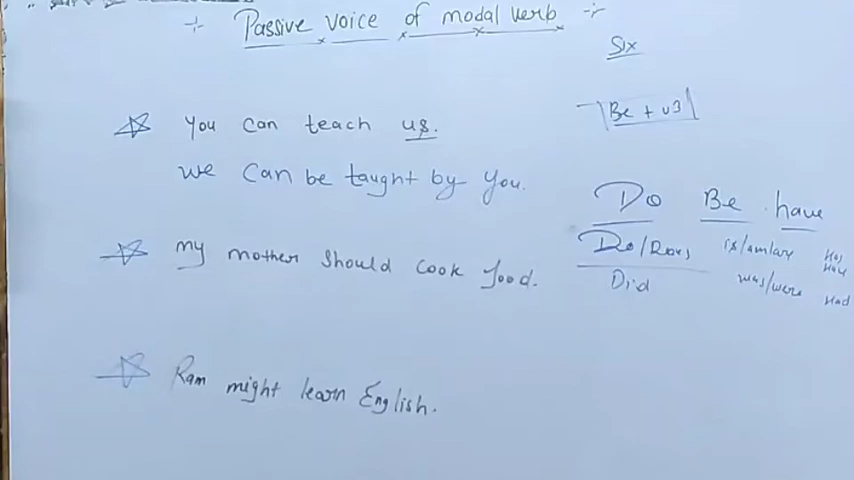 Passive voice of modal verb
Six
Be + v3
You can teach us.
we can be taught by you.
Do Be have
Do/Does is/am/are Has
Have
Did was/were Had
my mother should cook food.
Ram might learn English.